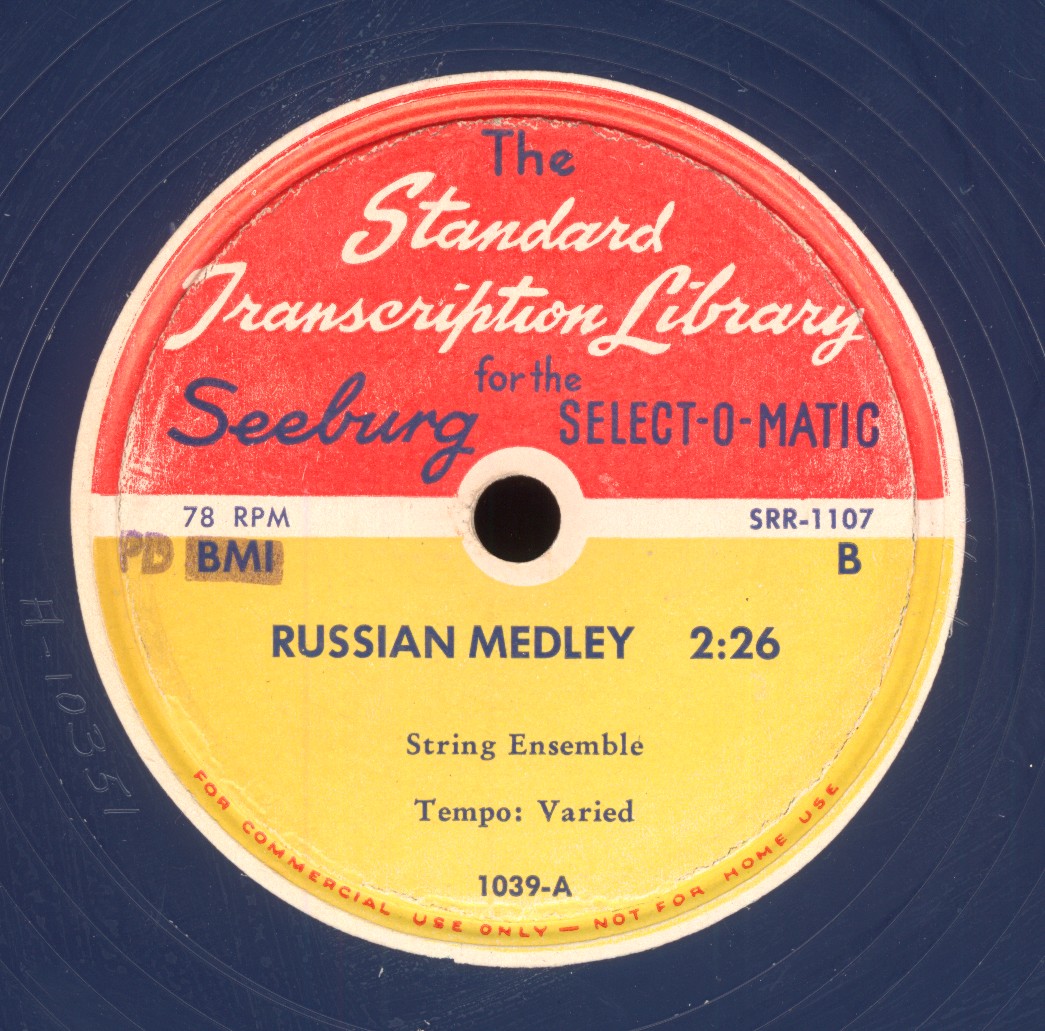 The
Standard
Transcription Library
for the
Seeburg SELECT-O-MATIC
78 RPM SRR-1107
PD BMI B
RUSSIAN MEDLEY 2:26
String Ensemble
Tempo: Varied
1039-A
FOR COMMERCIAL USE ONLY — NOT FOR HOME USE
H-10351